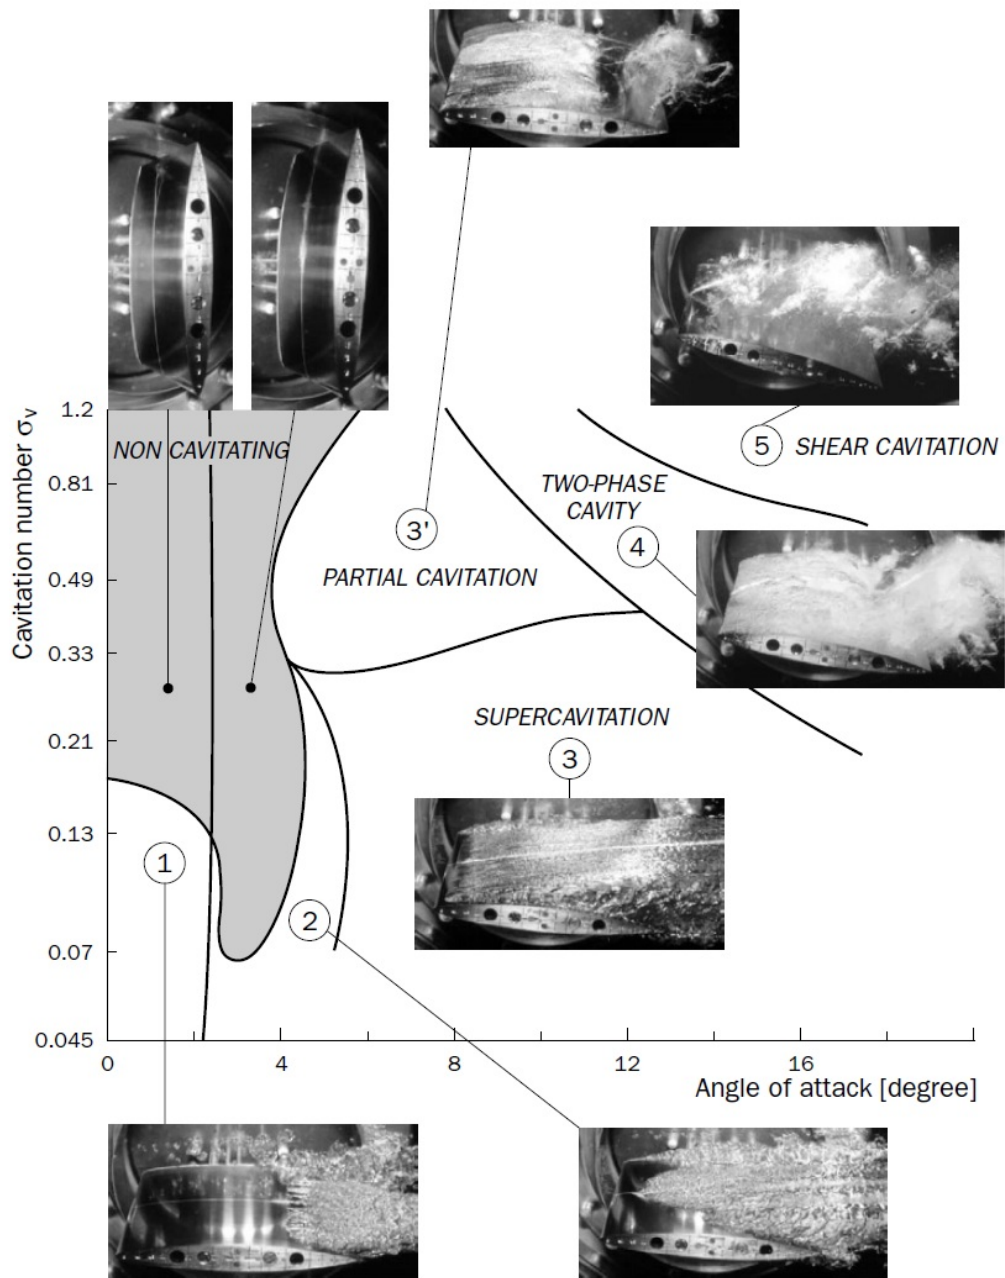 Cavitation number σv
1.2
0.81
0.49
0.33
0.21
0.13
0.07
0.045
NON CAVITATING
3'
PARTIAL CAVITATION
TWO-PHASE
CAVITY
4
5
SHEAR CAVITATION
SUPERCAVITATION
3
1
2
0
4
8
12
16
Angle of attack [degree]